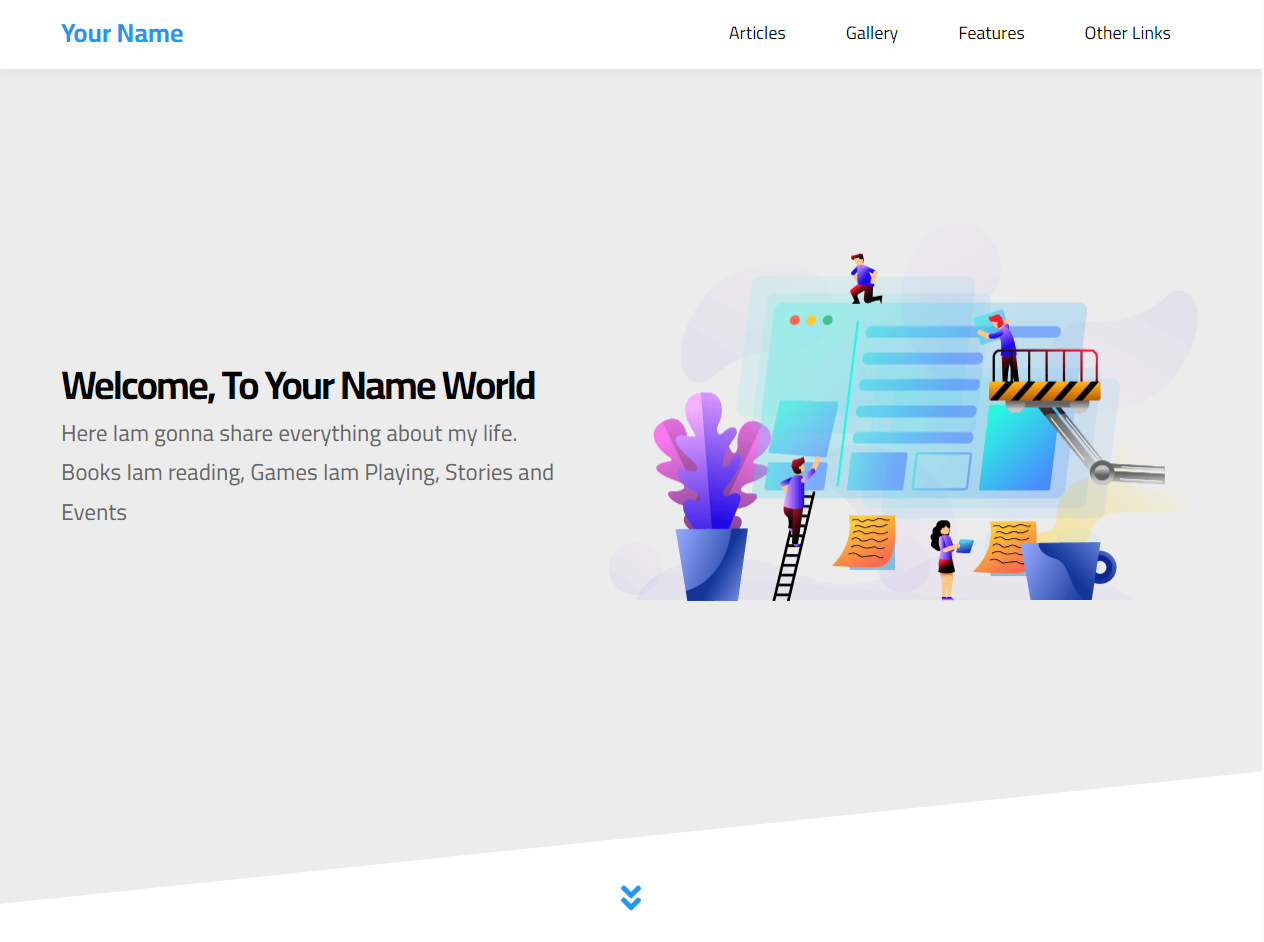 Your Name
Articles
Gallery
Features
Other Links
Welcome, To Your Name World
Here Iam gonna share everything about my life.
Books Iam reading, Games Iam Playing, Stories and
Events